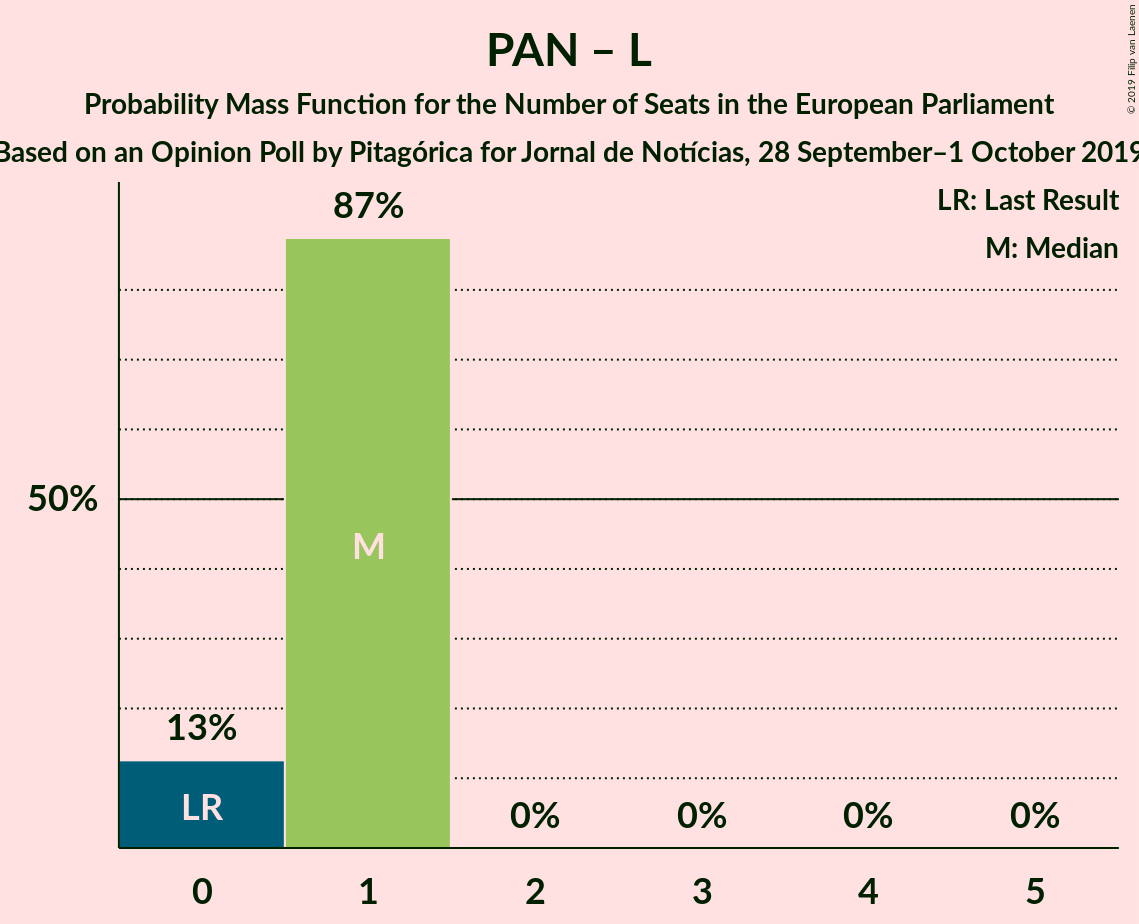 PAN – L
Probability Mass Function for the Number of Seats in the European Parliament
Based on an Opinion Poll by Pitagórica for Jornal de Notícias, 28 September–1 October 2019
© 2019 Filip van Laenen
LR: Last Result
M: Median
87%
50%
M
13%
LR
0%
0%
0%
0%
0 1 2 3 4 5